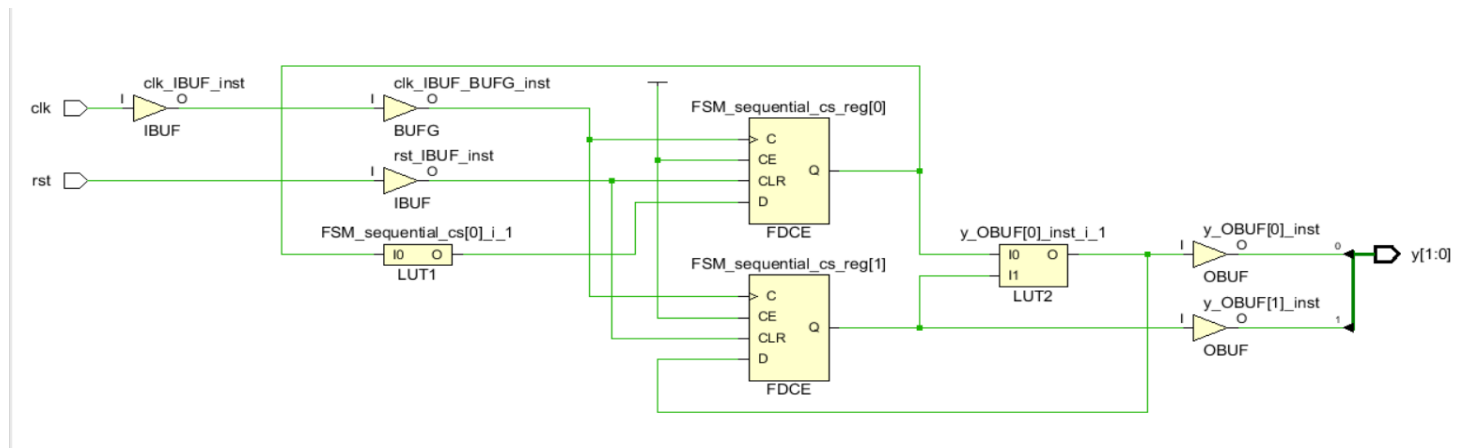 clk
clk_IBUF_inst
I
O
IBUF
clk_IBUF_BUFG_inst
I
O
BUFG
rst
rst_IBUF_inst
I
O
IBUF
FSM_sequential_cs[0]_i_1
I0
O
LUT1
FSM_sequential_cs_reg[0]
C
CE
CLR
D
Q
FDCE
FSM_sequential_cs_reg[1]
C
CE
CLR
D
Q
FDCE
y_OBUF[0]_inst_i_1
I0
I1
O
LUT2
y_OBUF[0]_inst
I
O
OBUF
y_OBUF[1]_inst
I
O
OBUF
0
1
y[1:0]